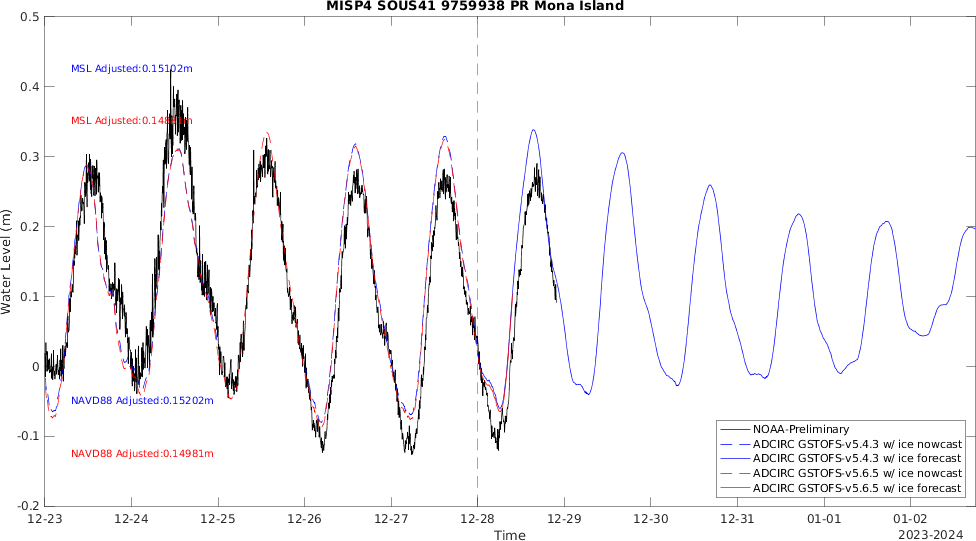 MISP4 SOUS41 9759938 PR Mona Island
0.5
0.4
0.3
0.2
0.1
0
-0.1
-0.2
Water Level (m)
MSL Adjusted:0.15102m
MSL Adjusted:
NAVD88 Adjusted:0.15202m
NAVD88 Adjusted:0.14981m
NOAA-Preliminary
ADCIRC GSTOFS-v5.4.3 w/ ice nowcast
ADCIRC GSTOFS-v5.4.3 w/ ice forecast
ADCIRC GSTOFS-v5.6.5 w/ ice nowcast
ADCIRC GSTOFS-v5.6.5 w/ ice forecast
12-23 12-24 12-25 12-26 12-27 12-28 12-29 12-30 12-31 01-01 01-02
Time
2023-2024